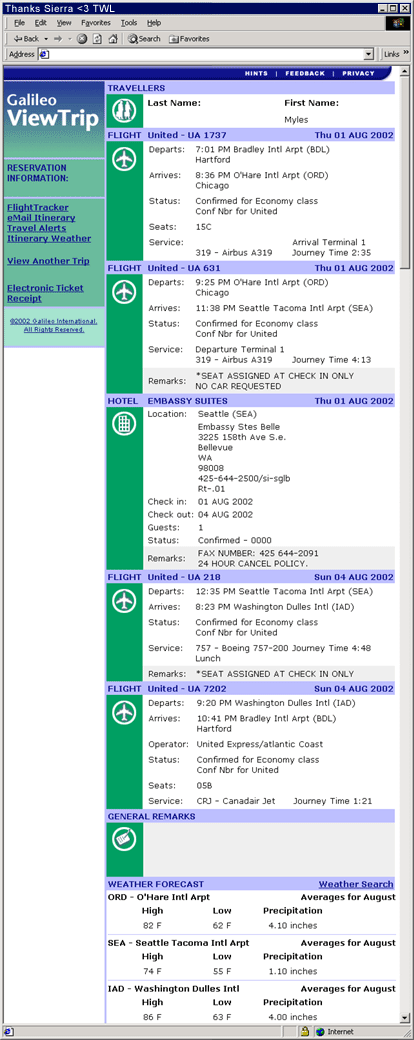 Thanks Sierra <3 TWL
File Edit View Favorites Tools Help
Back Search Favorites
Address Links »
HINTS | FEEDBACK | PRIVACY
Galileo
ViewTrip
RESERVATION
INFORMATION:
FlightTracker
eMail Itinerary
Travel Alerts
Itinerary Weather
View Another Trip
Electronic Ticket
Receipt
©2002 Galileo International.
All Rights Reserved.
TRAVELLERS
Last Name: First Name:
Myles
FLIGHT United - UA 1737 Thu 01 AUG 2002
Departs: 7:01 PM Bradley Intl Arpt (BDL)
Hartford
Arrives: 8:36 PM O'Hare Intl Arpt (ORD)
Chicago
Status: Confirmed for Economy class
Conf Nbr for United
Seats: 15C
Service: Arrival Terminal 1
319 - Airbus A319 Journey Time 2:35
FLIGHT United - UA 631 Thu 01 AUG 2002
Departs: 9:25 PM O'Hare Intl Arpt (ORD)
Chicago
Arrives: 11:38 PM Seattle Tacoma Intl Arpt (SEA)
Status: Confirmed for Economy class
Conf Nbr for United
Service: Departure Terminal 1
319 - Airbus A319 Journey Time 4:13
Remarks: *SEAT ASSIGNED AT CHECK IN ONLY
NO CAR REQUESTED
HOTEL EMBASSY SUITES Thu 01 AUG 2002
Location: Seattle (SEA)
Embassy Stes Belle
3225 158th Ave S.e.
Bellevue
WA
98008
425-644-2500/si-sglb
Rt-.01
Check in: 01 AUG 2002
Check out: 04 AUG 2002
Guests: 1
Status: Confirmed - 0000
Remarks: FAX NUMBER: 425 644-2091
24 HOUR CANCEL POLICY.
FLIGHT United - UA 218 Sun 04 AUG 2002
Departs: 12:35 PM Seattle Tacoma Intl Arpt (SEA)
Arrives: 8:23 PM Washington Dulles Intl (IAD)
Status: Confirmed for Economy class
Conf Nbr for United
Service: 757 - Boeing 757-200 Journey Time 4:48
Lunch
Remarks: *SEAT ASSIGNED AT CHECK IN ONLY
FLIGHT United - UA 7202 Sun 04 AUG 2002
Departs: 9:20 PM Washington Dulles Intl (IAD)
Arrives: 10:41 PM Bradley Intl Arpt (BDL)
Hartford
Operator: United Express/atlantic Coast
Status: Confirmed for Economy class
Conf Nbr for United
Seats: 05B
Service: CRJ - Canadair Jet Journey Time 1:21
GENERAL REMARKS
WEATHER FORECAST Weather Search
ORD - O'Hare Intl Arpt Averages for August
High Low Precipitation
82 F 62 F 4.10 inches
SEA - Seattle Tacoma Intl Arpt Averages for August
High Low Precipitation
74 F 55 F 1.10 inches
IAD - Washington Dulles Intl Averages for August
High Low Precipitation
86 F 63 F 4.00 inches
Internet